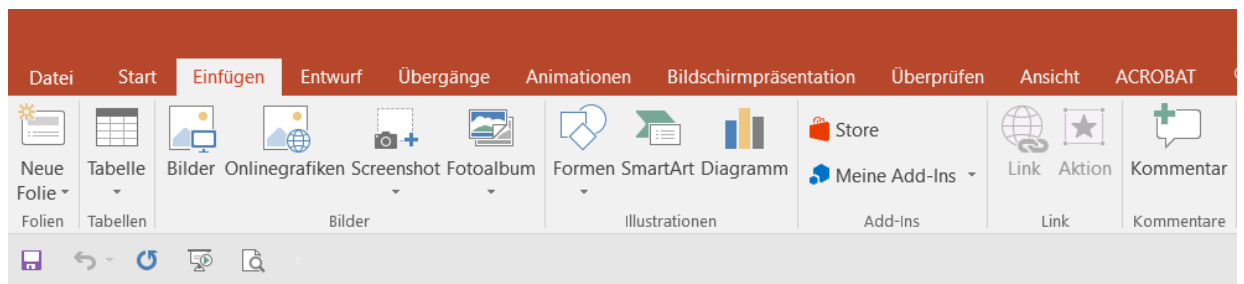 Datei Start Einfügen Entwurf Übergänge Animationen Bildschirmpräsentation Überprüfen Ansicht ACROBAT
Neue Folie
Tabelle
Bilder
Onlinegrafiken
Screenshot
Fotoalbum
Formen
SmartArt
Diagramm
Store
Meine Add-Ins
Link
Aktion
Kommentar
Folien Tabellen Bilder Illustrationen Add-Ins Link Kommentare